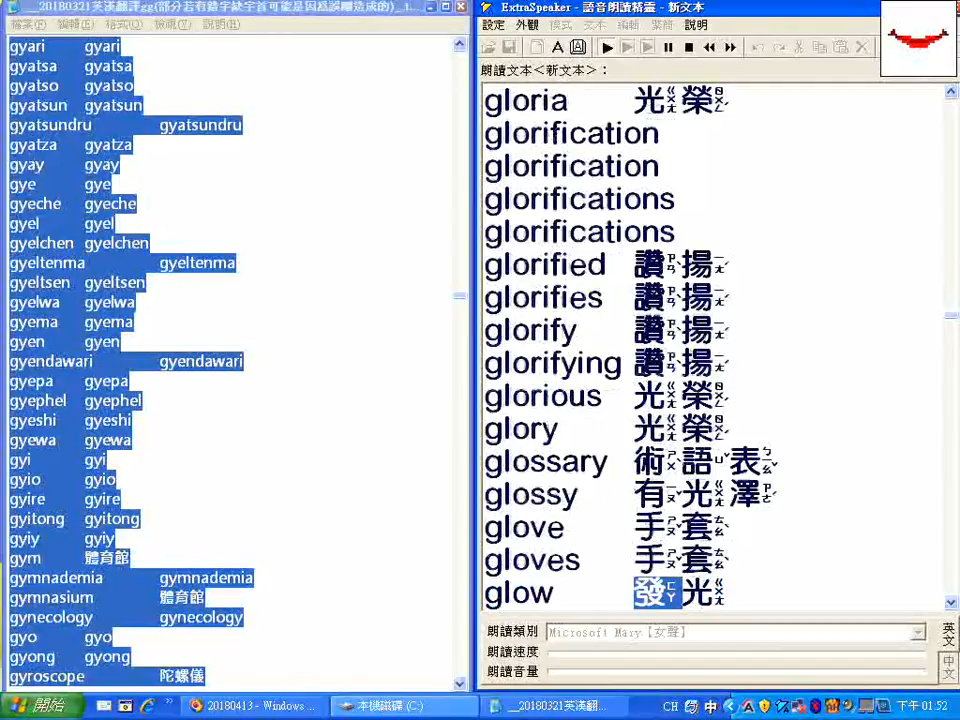 __20180321英漢翻譯gg(部分若有錯字缺字首可能是因為誤刪造成的)_
檔案(F) 編輯(E) 格式(O) 檢視(V) 說明(H)
gyari gyari
gyatsa gyatsa
gyatso gyatso
gyatsun gyatsun
gyatsundru gyatsundru
gyatza gyatza
gyay gyay
gye gye
gyeche gyeche
gyel gyel
gyelchen gyelchen
gyeltenma gyeltenma
gyeltsen gyeltsen
gyelwa gyelwa
gyema gyema
gyen gyen
gyendawari gyendawari
gyepa gyepa
gyephel gyephel
gyeshi gyeshi
gyewa gyewa
gyi gyi
gyio gyio
gyire gyire
gyitong gyitong
gyiy gyiy
gym 體育館
gymnademia gymnademia
gymnasium 體育館
gynecology gynecology
gyo gyo
gyong gyong
gyroscope 陀螺儀
ExtraSpeaker - 語音朗讀精靈 - 新文本
設定 外觀 模式 文本 編輯 說明
朗讀文本<新文本>：
gloria 光榮
glorification
glorification
glorifications
glorifications
glorified 讚揚
glorifies 讚揚
glorify 讚揚
glorifying 讚揚
glorious 光榮
glory 光榮
glossary 術語表
glossy 有光澤
glove 手套
gloves 手套
glow 發光
朗讀類別 Microsoft Mary【女聲】
朗讀速度
朗讀音量
英文
中文
開始 20180413 - Windows ... 本機磁碟 (C:) __20180321英漢翻... CH 中 下午 01:52